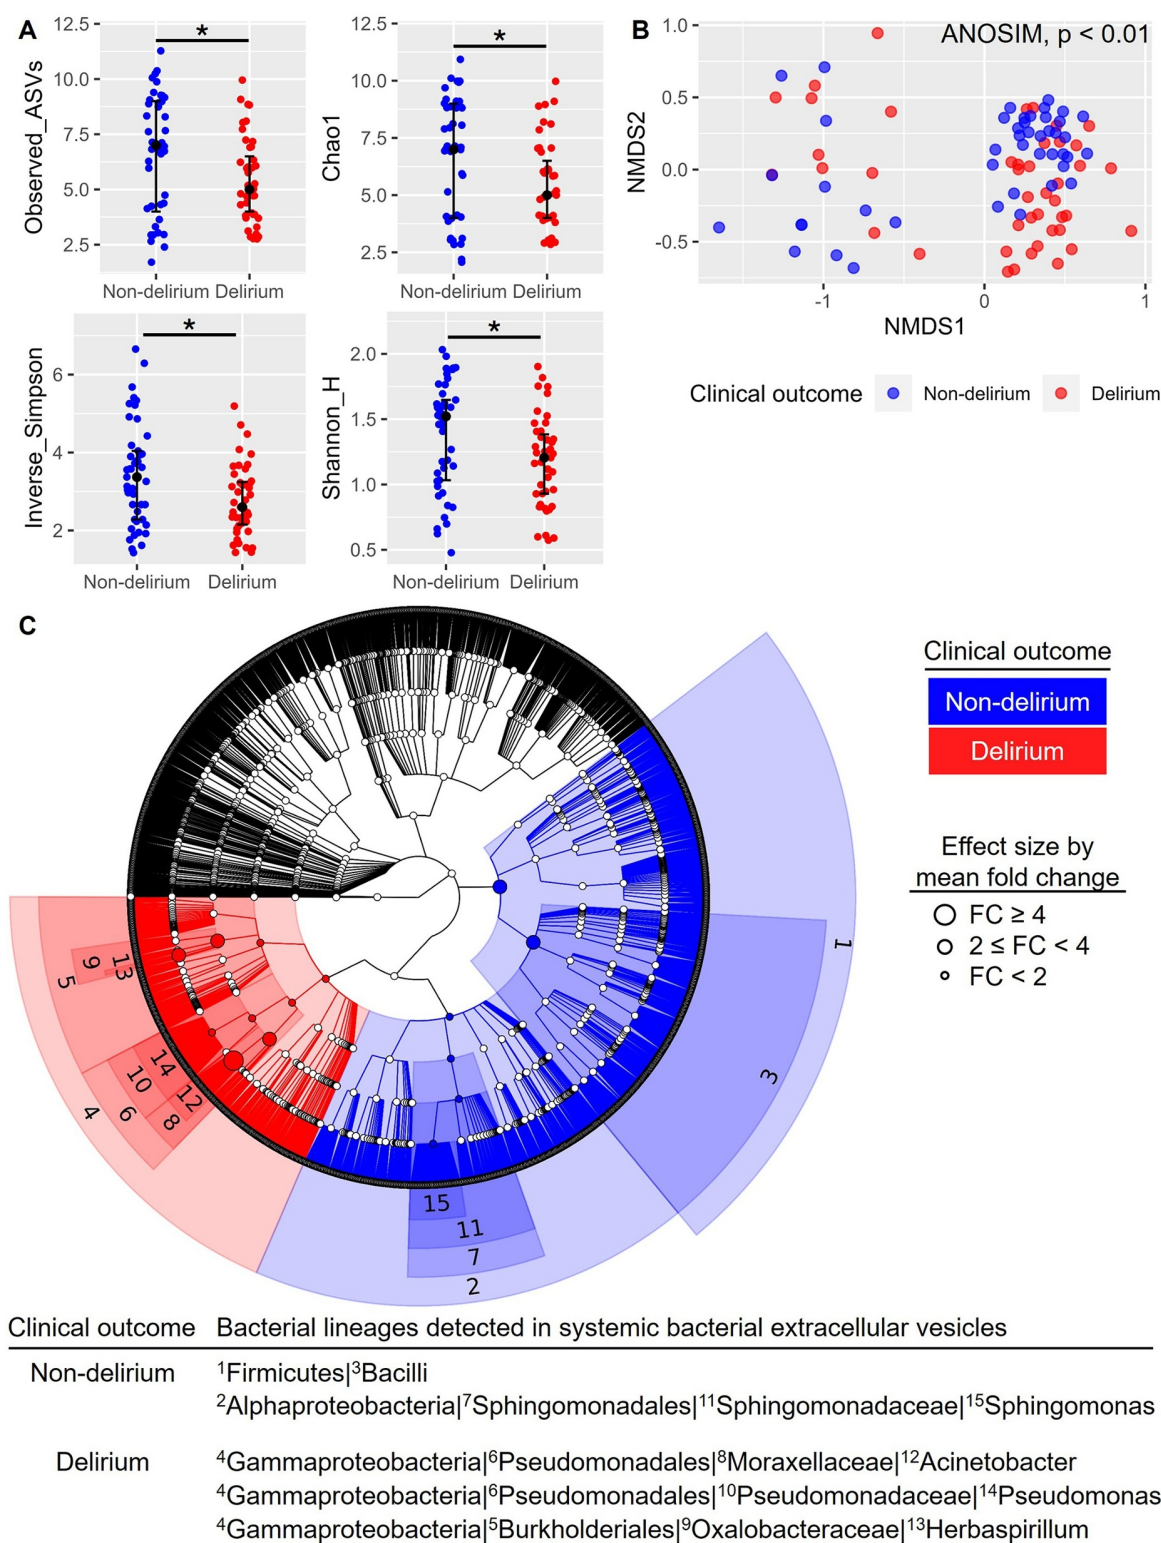 A
12.5
10.0
7.5
5.0
2.5
Observed_ASVs
*
Non-delirium Delirium
12.5
10.0
7.5
5.0
2.5
Chao1
*
Non-delirium Delirium
6
4
2
Inverse_Simpson
*
Non-delirium Delirium
2.0
1.5
1.0
0.5
Shannon_H
*
Non-delirium Delirium
B
ANOSIM, p < 0.01
1.0
0.5
0.0
-0.5
NMDS2
-1 0 1
NMDS1
Clinical outcome Non-delirium Delirium
C
Clinical outcome
Non-delirium
Delirium
Effect size by
mean fold change
FC ≥ 4
2 ≤ FC < 4
FC < 2
1
3
13
9
5
14
10
12
8
6
4
15
11
7
2
Clinical outcome Bacterial lineages detected in systemic bacterial extracellular vesicles
Non-delirium ¹Firmicutes|³Bacilli
²Alphaproteobacteria|⁷Sphingomonadales|¹¹Sphingomonadaceae|¹⁵Sphingomonas
Delirium ⁴Gammaproteobacteria|⁶Pseudomonadales|⁸Moraxellaceae|¹²Acinetobacter
⁴Gammaproteobacteria|⁶Pseudomonadales|¹⁰Pseudomonadaceae|¹⁴Pseudomonas
⁴Gammaproteobacteria|⁵Burkholderiales|⁹Oxalobacteraceae|¹³Herbaspirillum